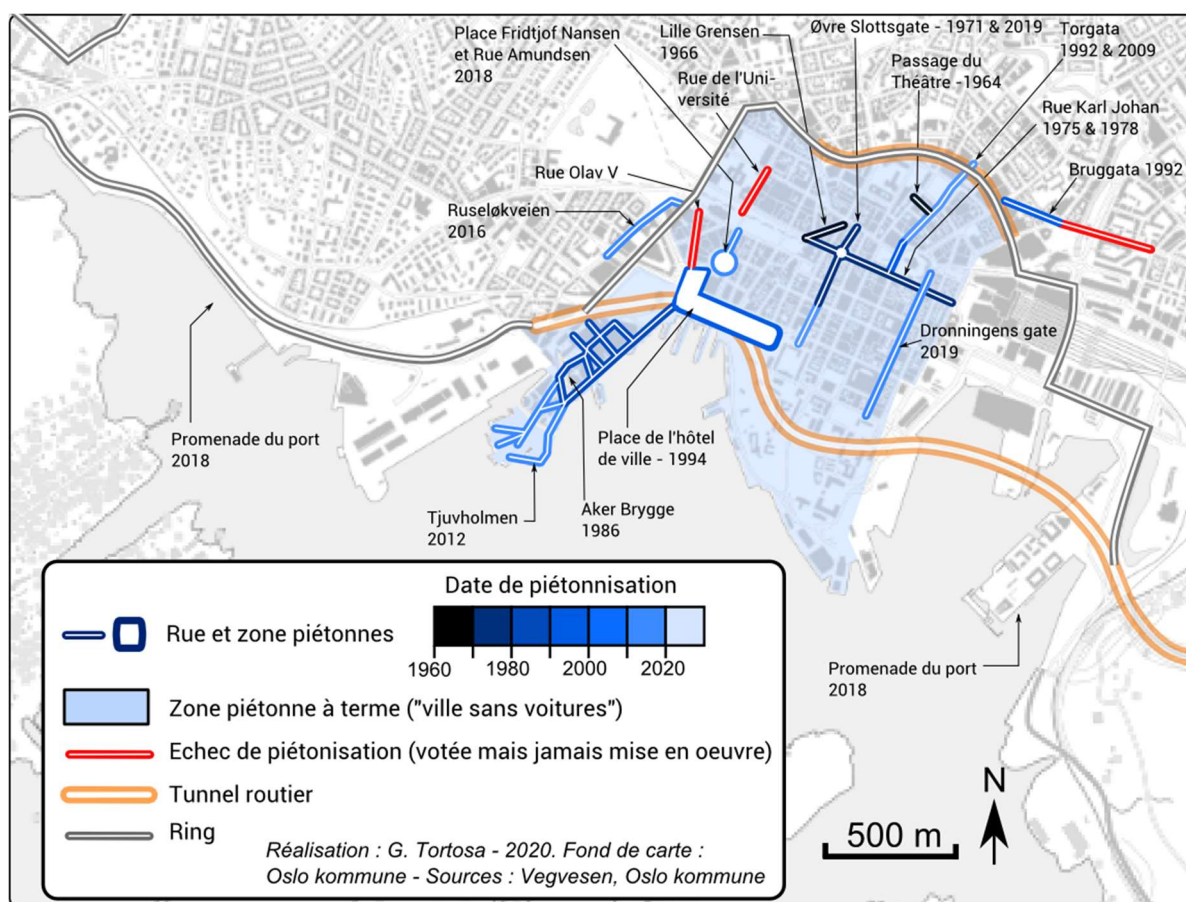 Place Fridtjof Nansen
et Rue Amundsen
2018
Lille Grensen
1966
Rue de l'Uni-
versité
Øvre Slottsgate - 1971 & 2019
Passage du
Théâtre -1964
Torgata
1992 & 2009
Rue Karl Johan
1975 & 1978
Bruggata 1992
Rue Olav V
Ruseløkveien
2016
Dronningens gate
2019
Promenade du port
2018
Place de l'hôtel
de ville - 1994
Aker Brygge
1986
Tjuvholmen
2012
Promenade du port
2018
Date de piétonnisation
Rue et zone piétonnes
1960 1980 2000 2020
Zone piétonne à terme ("ville sans voitures")
Echec de piétonisation (votée mais jamais mise en oeuvre)
Tunnel routier
Ring
Réalisation : G. Tortosa - 2020. Fond de carte :
Oslo kommune - Sources : Vegvesen, Oslo kommune
N
500 m